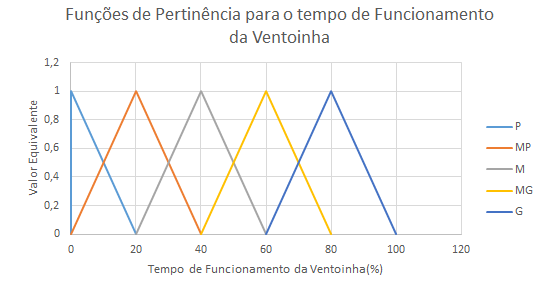 Funções de Pertinência para o tempo de Funcionamento
da Ventoinha
Valor Equivalente
1,2
1
0,8
0,6
0,4
0,2
0
0 20 40 60 80 100 120
Tempo de Funcionamento da Ventoinha(%)
P
MP
M
MG
G